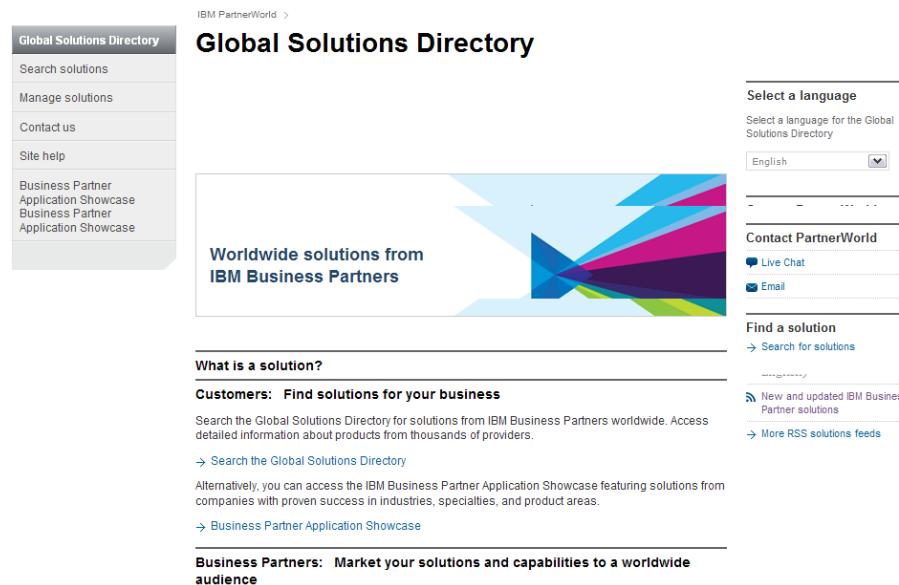 IBM PartnerWorld >
Global Solutions Directory
Global Solutions Directory
Search solutions
Manage solutions
Contact us
Site help
Business Partner
Application Showcase
Business Partner
Application Showcase
Worldwide solutions from
IBM Business Partners
What is a solution?
Customers: Find solutions for your business
Search the Global Solutions Directory for solutions from IBM Business Partners worldwide. Access
detailed information about products from thousands of providers.
→ Search the Global Solutions Directory
Alternatively, you can access the IBM Business Partner Application Showcase featuring solutions from
companies with proven success in industries, specialties, and product areas.
→ Business Partner Application Showcase
Business Partners: Market your solutions and capabilities to a worldwide
audience
Select a language
Select a language for the Global
Solutions Directory
English
Contact PartnerWorld
Live Chat
Email
Find a solution
→ Search for solutions
New and updated IBM Busines
Partner solutions
→ More RSS solutions feeds